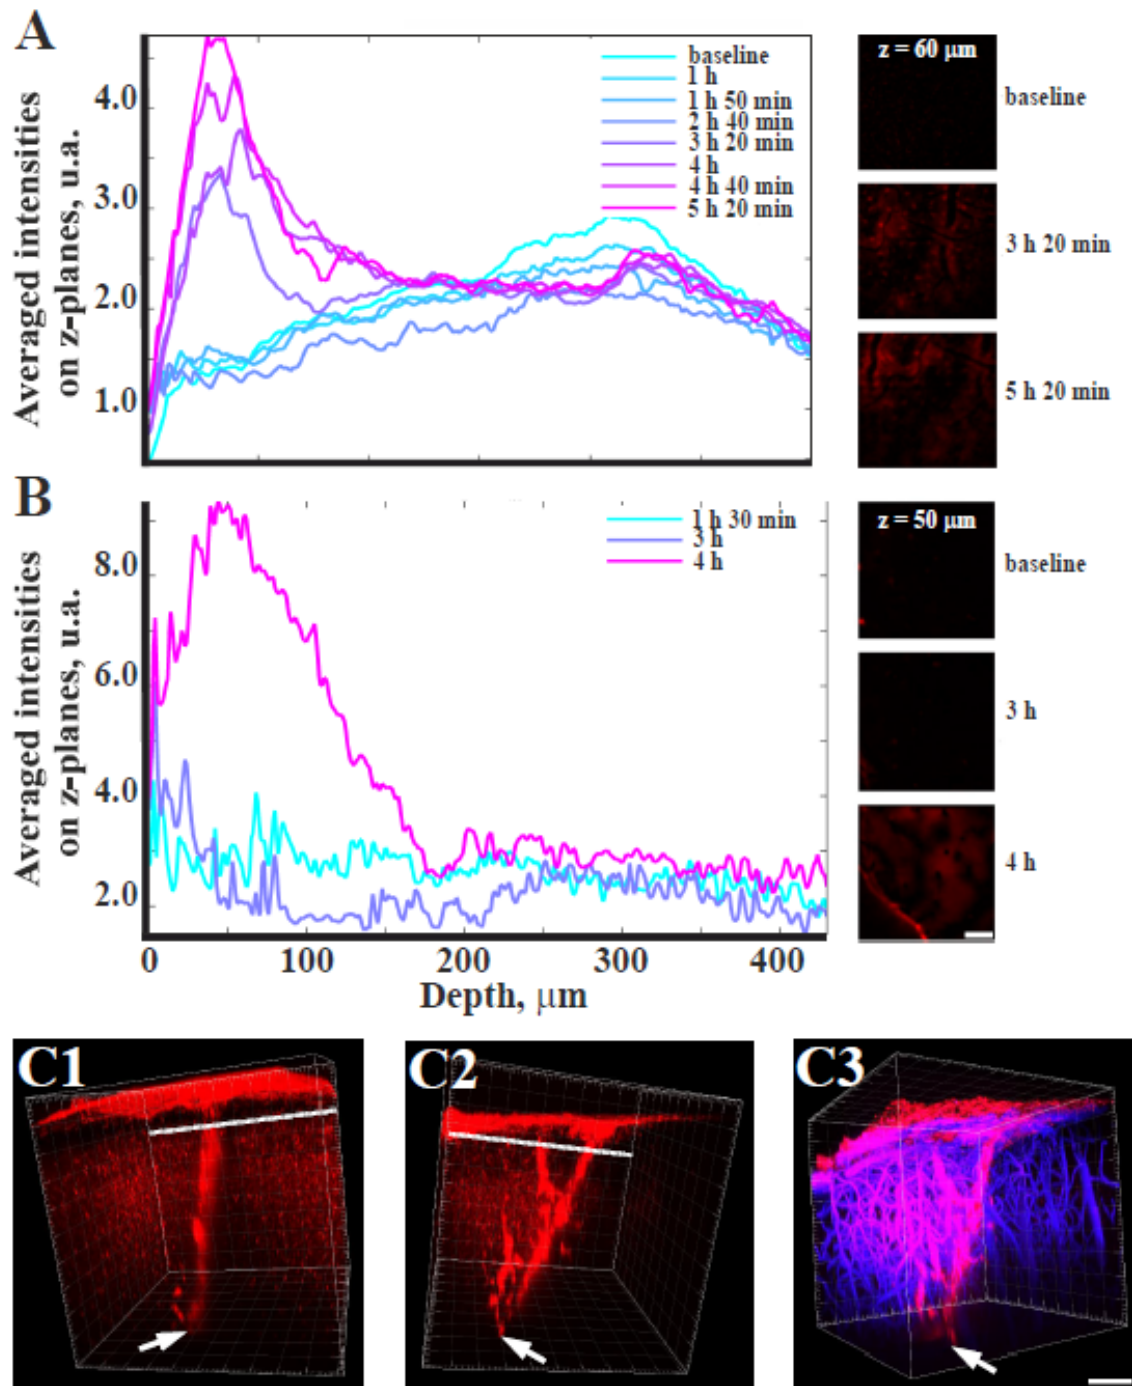 A
Averaged intensities
on z-planes, u.a.
4.0
3.0
2.0
1.0
baseline
1 h
1 h 50 min
2 h 40 min
3 h 20 min
4 h
4 h 40 min
5 h 20 min
z = 60 μm
baseline
3 h 20 min
5 h 20 min
B
Averaged intensities
on z-planes, u.a.
8.0
6.0
4.0
2.0
1 h 30 min
3 h
4 h
z = 50 μm
baseline
3 h
4 h
0 100 200 300 400
Depth, μm
C1 C2 C3